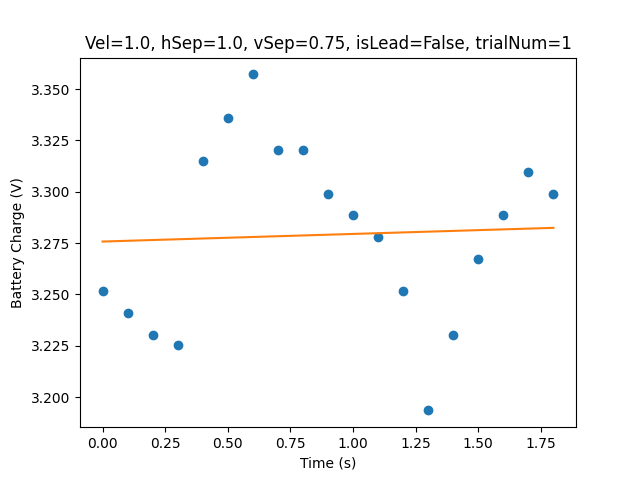 Vel=1.0, hSep=1.0, vSep=0.75, isLead=False, trialNum=1
3.350
3.325
3.300
3.275
3.250
3.225
3.200
Battery Charge (V)
0.00 0.25 0.50 0.75 1.00 1.25 1.50 1.75
Time (s)